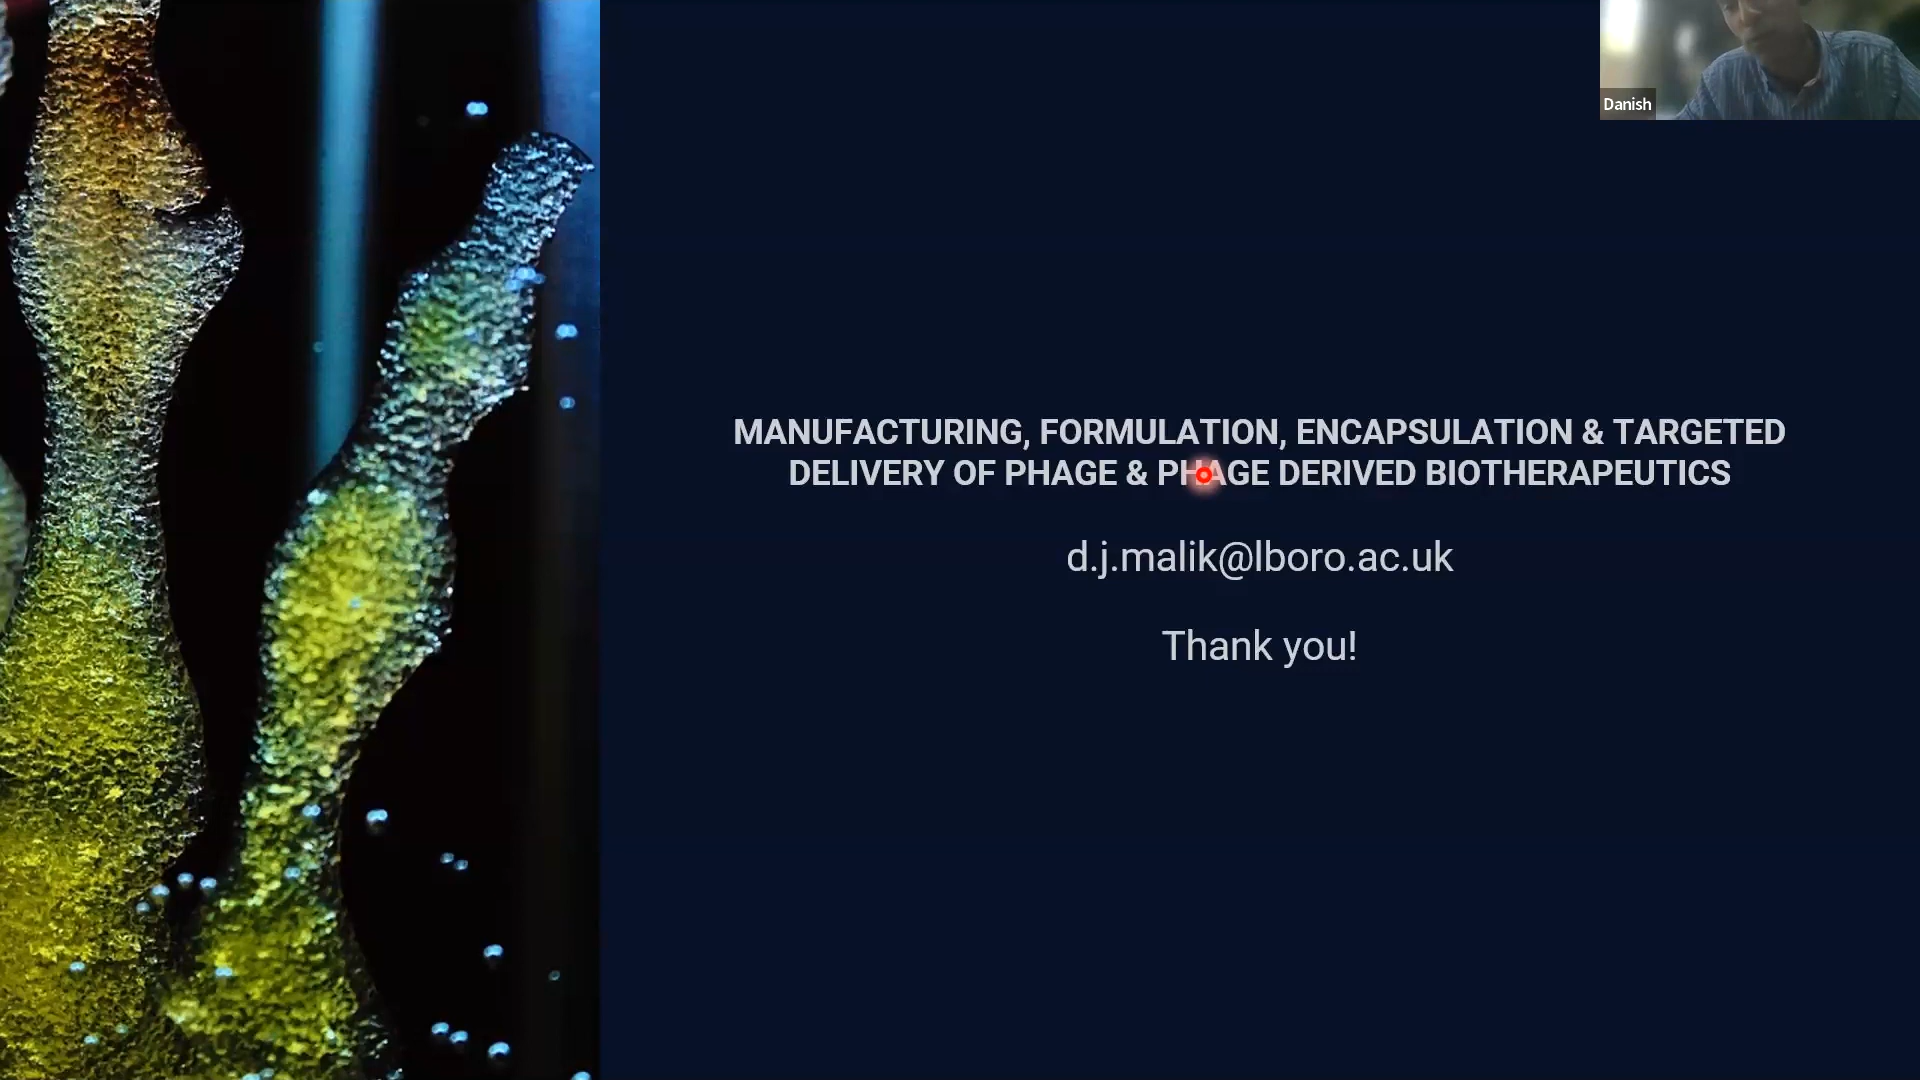 Danish
MANUFACTURING, FORMULATION, ENCAPSULATION & TARGETED
DELIVERY OF PHAGE & PHAGE DERIVED BIOTHERAPEUTICS
d.j.malik@lboro.ac.uk
Thank you!